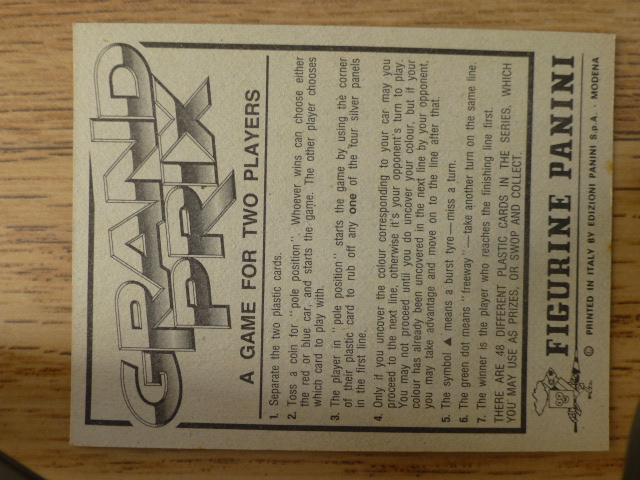 GRAND
PRIX
A GAME FOR TWO PLAYERS
1. Separate the two plastic cards.
2. Toss a coin for "pole position". Whoever wins can choose either
the red or blue car, and starts the game. The other player chooses
which card to play with.
3. The player in "pole position" starts the game by using the corner
of their plastic card to rub off any one of the four silver panels
in the first line.
4. Only if you uncover the colour corresponding to your car may you
proceed to the next line, otherwise it's your opponent's turn to play.
You may not proceed until you do uncover your colour, but if your
colour has already been uncovered in the next line by your opponent,
you may take advantage and move on to the line after that.
5. The symbol ▲ means a burst tyre — miss a turn.
6. The green dot means "freeway" — take another turn on the same line.
7. The winner is the player who reaches the finishing line first.
THERE ARE 48 DIFFERENT PLASTIC CARDS IN THE SERIES, WHICH
YOU MAY USE AS PRIZES, OR SWOP AND COLLECT.
FIGURINE PANINI
© PRINTED IN ITALY BY EDIZIONI PANINI S.p.A. - MODENA